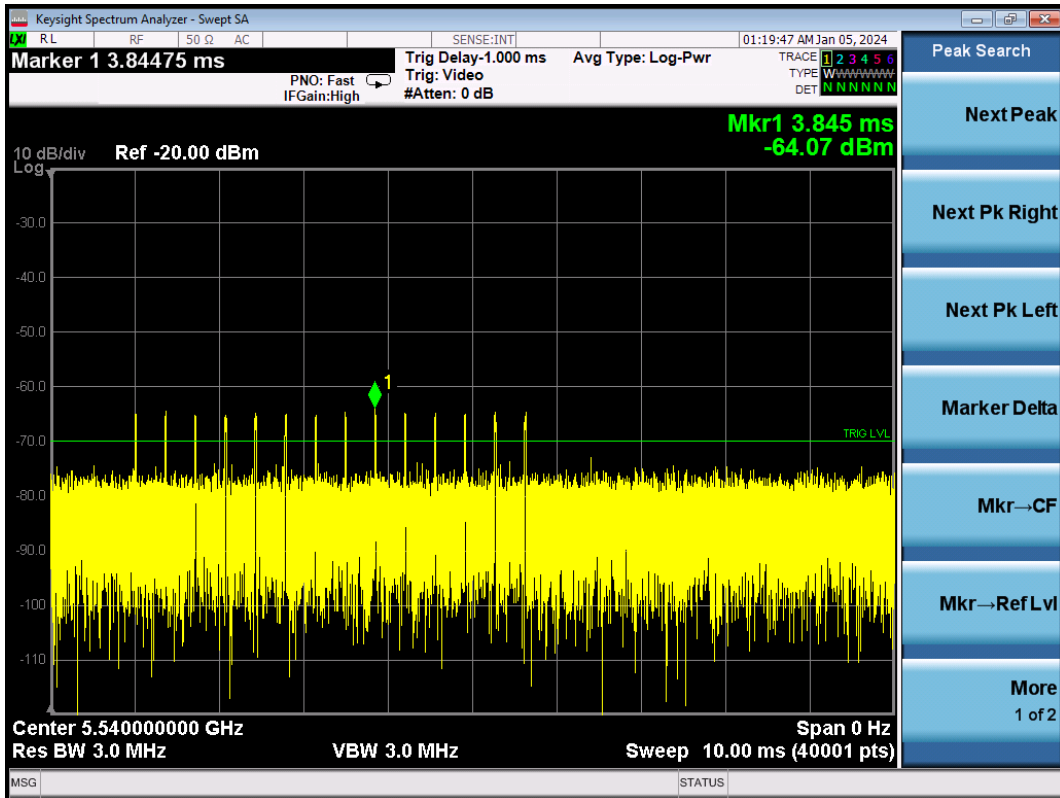 Keysight Spectrum Analyzer - Swept SA
LXI RL RF 50 Ω AC SENSE:INT 01:19:47 AM Jan 05, 2024
Marker 1 3.84475 ms
PNO: Fast
IFGain:High
Trig Delay-1.000 ms
Trig: Video
#Atten: 0 dB
Avg Type: Log-Pwr
TRACE 1 2 3 4 5 6
TYPE WWWWWW
DET N N N N N N
Mkr1 3.845 ms
-64.07 dBm
10 dB/div Ref -20.00 dBm
Log
-30.0
-40.0
-50.0
-60.0
1
-70.0
TRIG LVL
-80.0
-90.0
-100
-110
Center 5.540000000 GHz Span 0 Hz
Res BW 3.0 MHz VBW 3.0 MHz Sweep 10.00 ms (40001 pts)
MSG STATUS
Peak Search
Next Peak
Next Pk Right
Next Pk Left
Marker Delta
Mkr→CF
Mkr→Ref Lvl
More
1 of 2